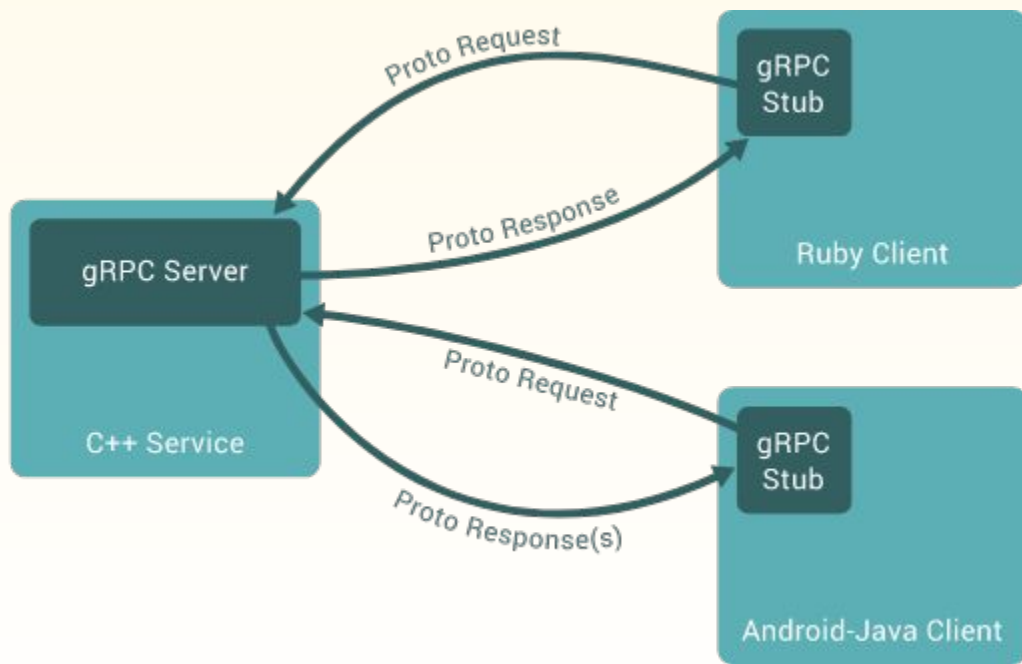 Proto Request
gRPC
Stub
Proto Response
Ruby Client
gRPC Server
C++ Service
Proto Request
gRPC
Stub
Proto Response(s)
Android-Java Client